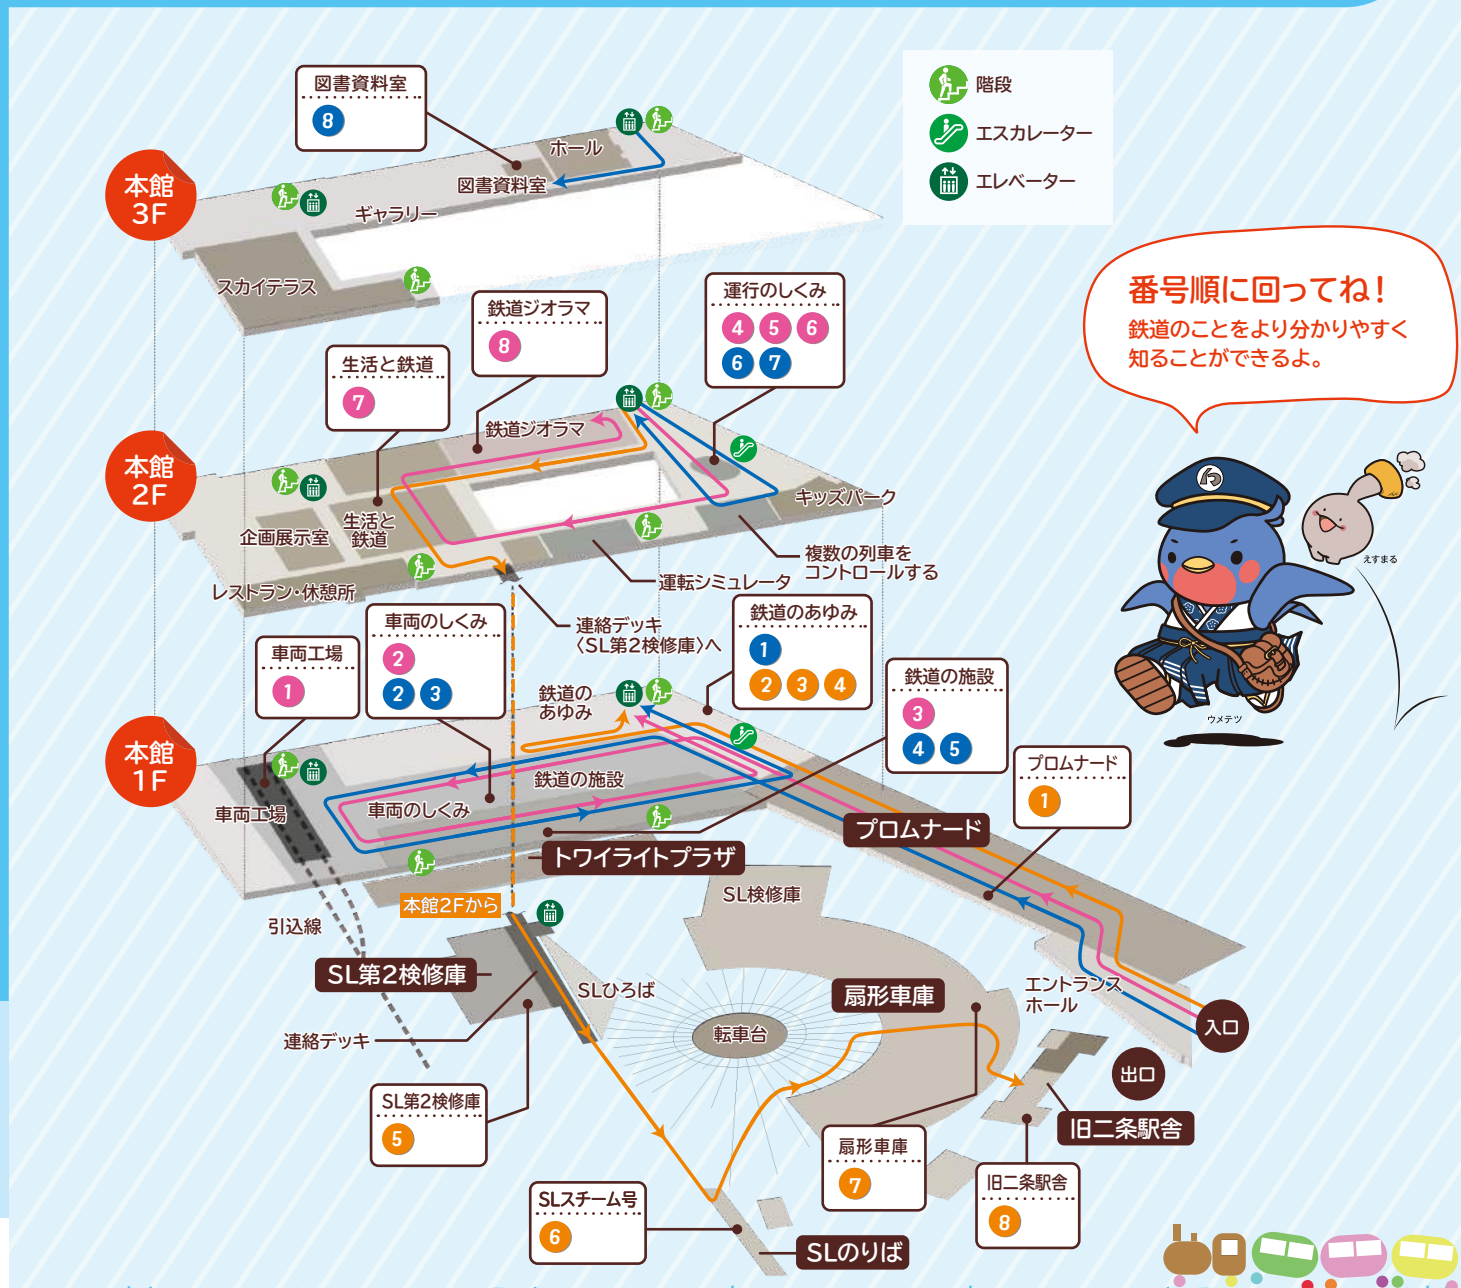 階段
エスカレーター
エレベーター
図書資料室
8
本館
3F
ホール
図書資料室
ギャラリー
スカイテラス
番号順に回ってね!
鉄道のことをより分かりやすく
知ることができるよ。
えすまる
ウメテツ
鉄道ジオラマ
8
運行のしくみ
4 5 6
6 7
生活と鉄道
7
本館
2F
鉄道ジオラマ
キッズパーク
企画展示室
生活と
鉄道
レストラン・休憩所
複数の列車を
コントロールする
運転シミュレータ
連絡デッキ
〈SL第2検修庫〉へ
車両工場
1
車両のしくみ
2
2 3
鉄道のあゆみ
1
2 3 4
鉄道の施設
3
4 5
プロムナード
1
本館
1F
鉄道の
あゆみ
鉄道の施設
車両のしくみ
車両工場
プロムナード
トワイライトプラザ
本館2Fから
SL検修庫
引込線
SL第2検修庫
SLひろば
連絡デッキ
転車台
扇形車庫
エントランス
ホール
入口
出口
旧二条駅舎
SL第2検修庫
5
扇形車庫
7
旧二条駅舎
8
SLスチーム号
6
SLのりば